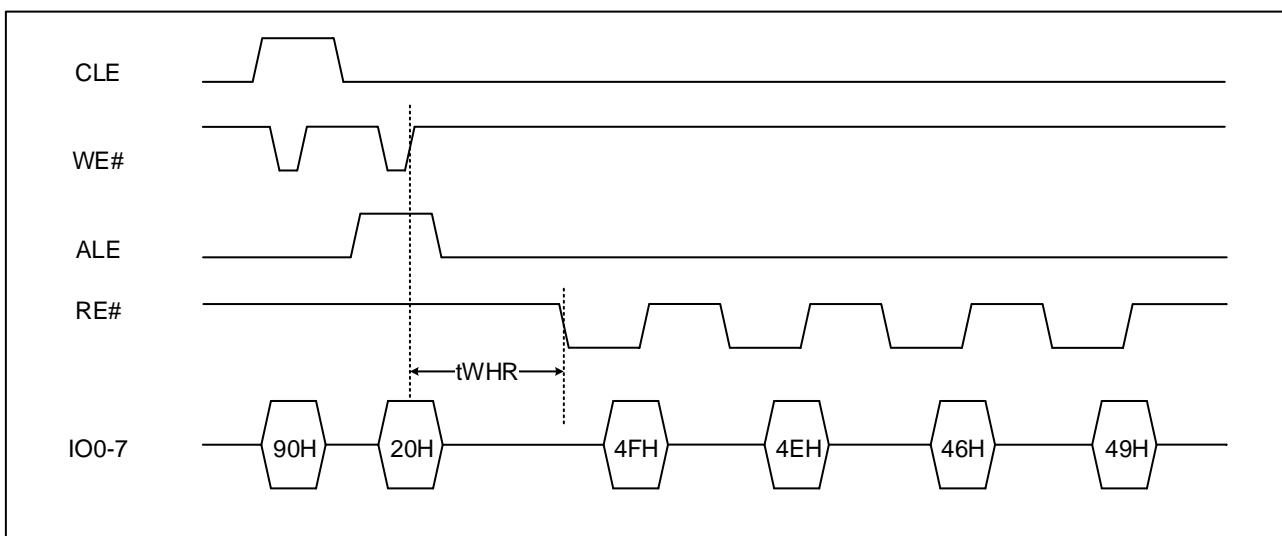 CLE
WE#
ALE
RE#
tWHR
IO0-7 90H 20H 4FH 4EH 46H 49H